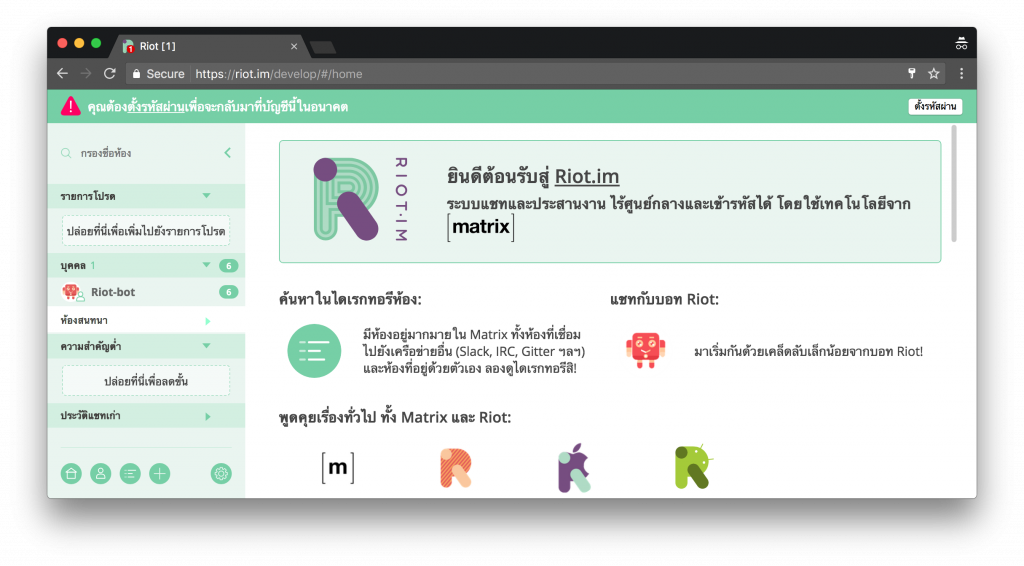 Riot [1]
Secure https://riot.im/develop/#/home
คุณต้องตั้งรหัสผ่านเพื่อจะกลับมาที่บัญชีนี้ในอนาคต
ตั้งรหัสผ่าน
กรองชื่อห้อง
รายการโปรด
ปล่อยที่นี่เพื่อเพิ่มไปยังรายการโปรด
บุคคล 1 6
Riot-bot 6
ห้องสนทนา
ความสำคัญต่ำ
ปล่อยที่นี่เพื่อลดชั้น
ประวัติแชทเก่า
RIOT·IM
ยินดีต้อนรับสู่ Riot.im
ระบบแชทและประสานงาน ไร้ศูนย์กลางและเข้ารหัสได้ โดยใช้เทคโนโลยีจาก
[matrix]
ค้นหาในไดเรกทอรีห้อง:
มีห้องอยู่มากมายใน Matrix ทั้งห้องที่เชื่อม
ไปยังเครือข่ายอื่น (Slack, IRC, Gitter ฯลฯ)
และห้องที่อยู่ด้วยตัวเอง ลองดูไดเรกทอรีสิ!
แชทกับบอท Riot:
มาเริ่มกันด้วยเคล็ดลับเล็กน้อยจากบอท Riot!
พูดคุยเรื่องทั่วไป ทั้ง Matrix และ Riot:
[m]